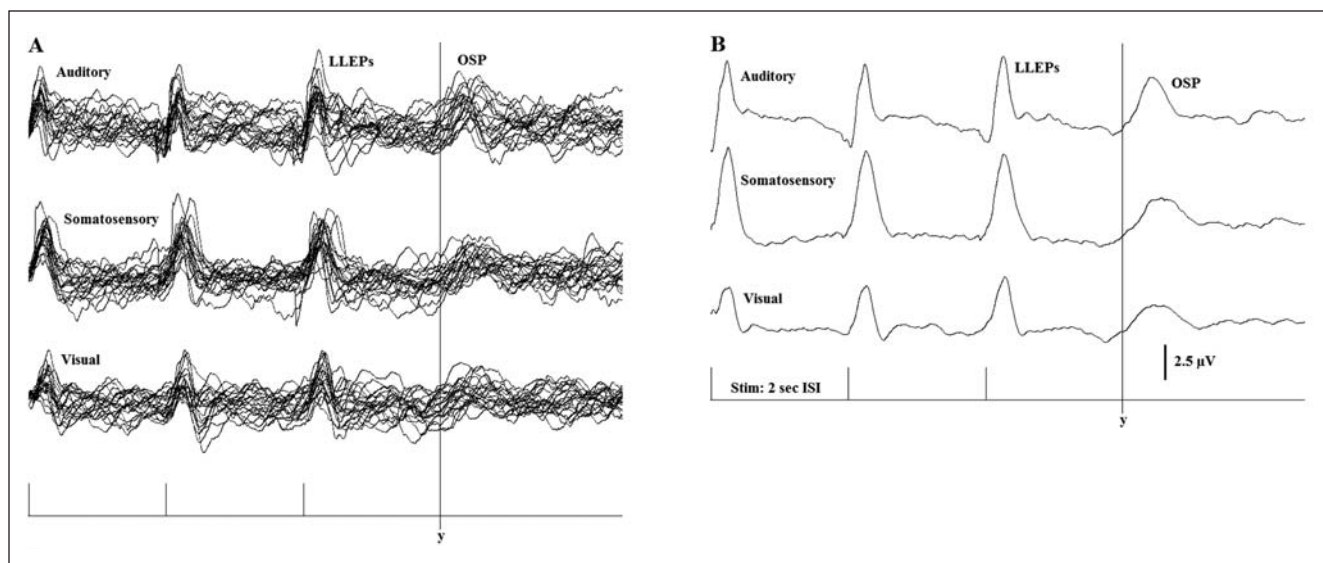 A
Auditory
LLEPs
OSP
Somatosensory
Visual
y
B
Auditory
LLEPs
OSP
Somatosensory
Visual
2.5 µV
Stim: 2 sec ISI
y